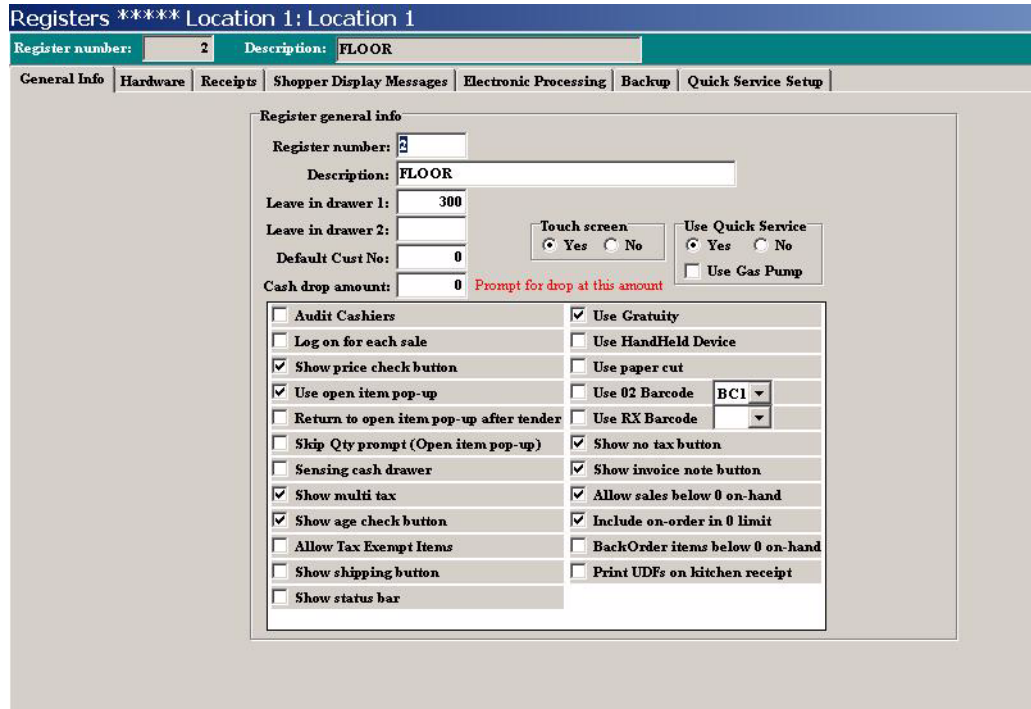 Registers ***** Location 1: Location 1
Register number: 2 Description: FLOOR
General Info Hardware Receipts Shopper Display Messages Electronic Processing Backup Quick Service Setup
Register general info
Register number: 2
Description: FLOOR
Leave in drawer 1: 300
Leave in drawer 2:
Touch screen Use Quick Service
Yes No Yes No
Default Cust No: 0
Use Gas Pump
Cash drop amount: 0 Prompt for drop at this amount
Audit Cashiers Use Gratuity
Log on for each sale Use HandHeld Device
Show price check button Use paper cut
Use open item pop-up Use 02 Barcode BC1
Return to open item pop-up after tender Use RX Barcode
Skip Qty prompt (Open item pop-up) Show no tax button
Sensing cash drawer Show invoice note button
Show multi tax Allow sales below 0 on-hand
Show age check button Include on-order in 0 limit
Allow Tax Exempt Items BackOrder items below 0 on-hand
Show shipping button Print UDFs on kitchen receipt
Show status bar